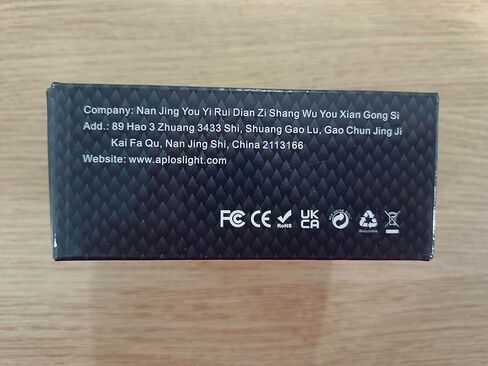 Company: Nan Jing You Yi Rui Dian Zi Shang Wu You Xian Gong Si
Add.: 89 Hao 3 Zhuang 3433 Shi, Shuang Gao Lu, Gao Chun Jing Ji
Kai Fa Qu, Nan Jing Shi, China 2113166
Website: www.aploslight.com
FC CE RoHS UK CA